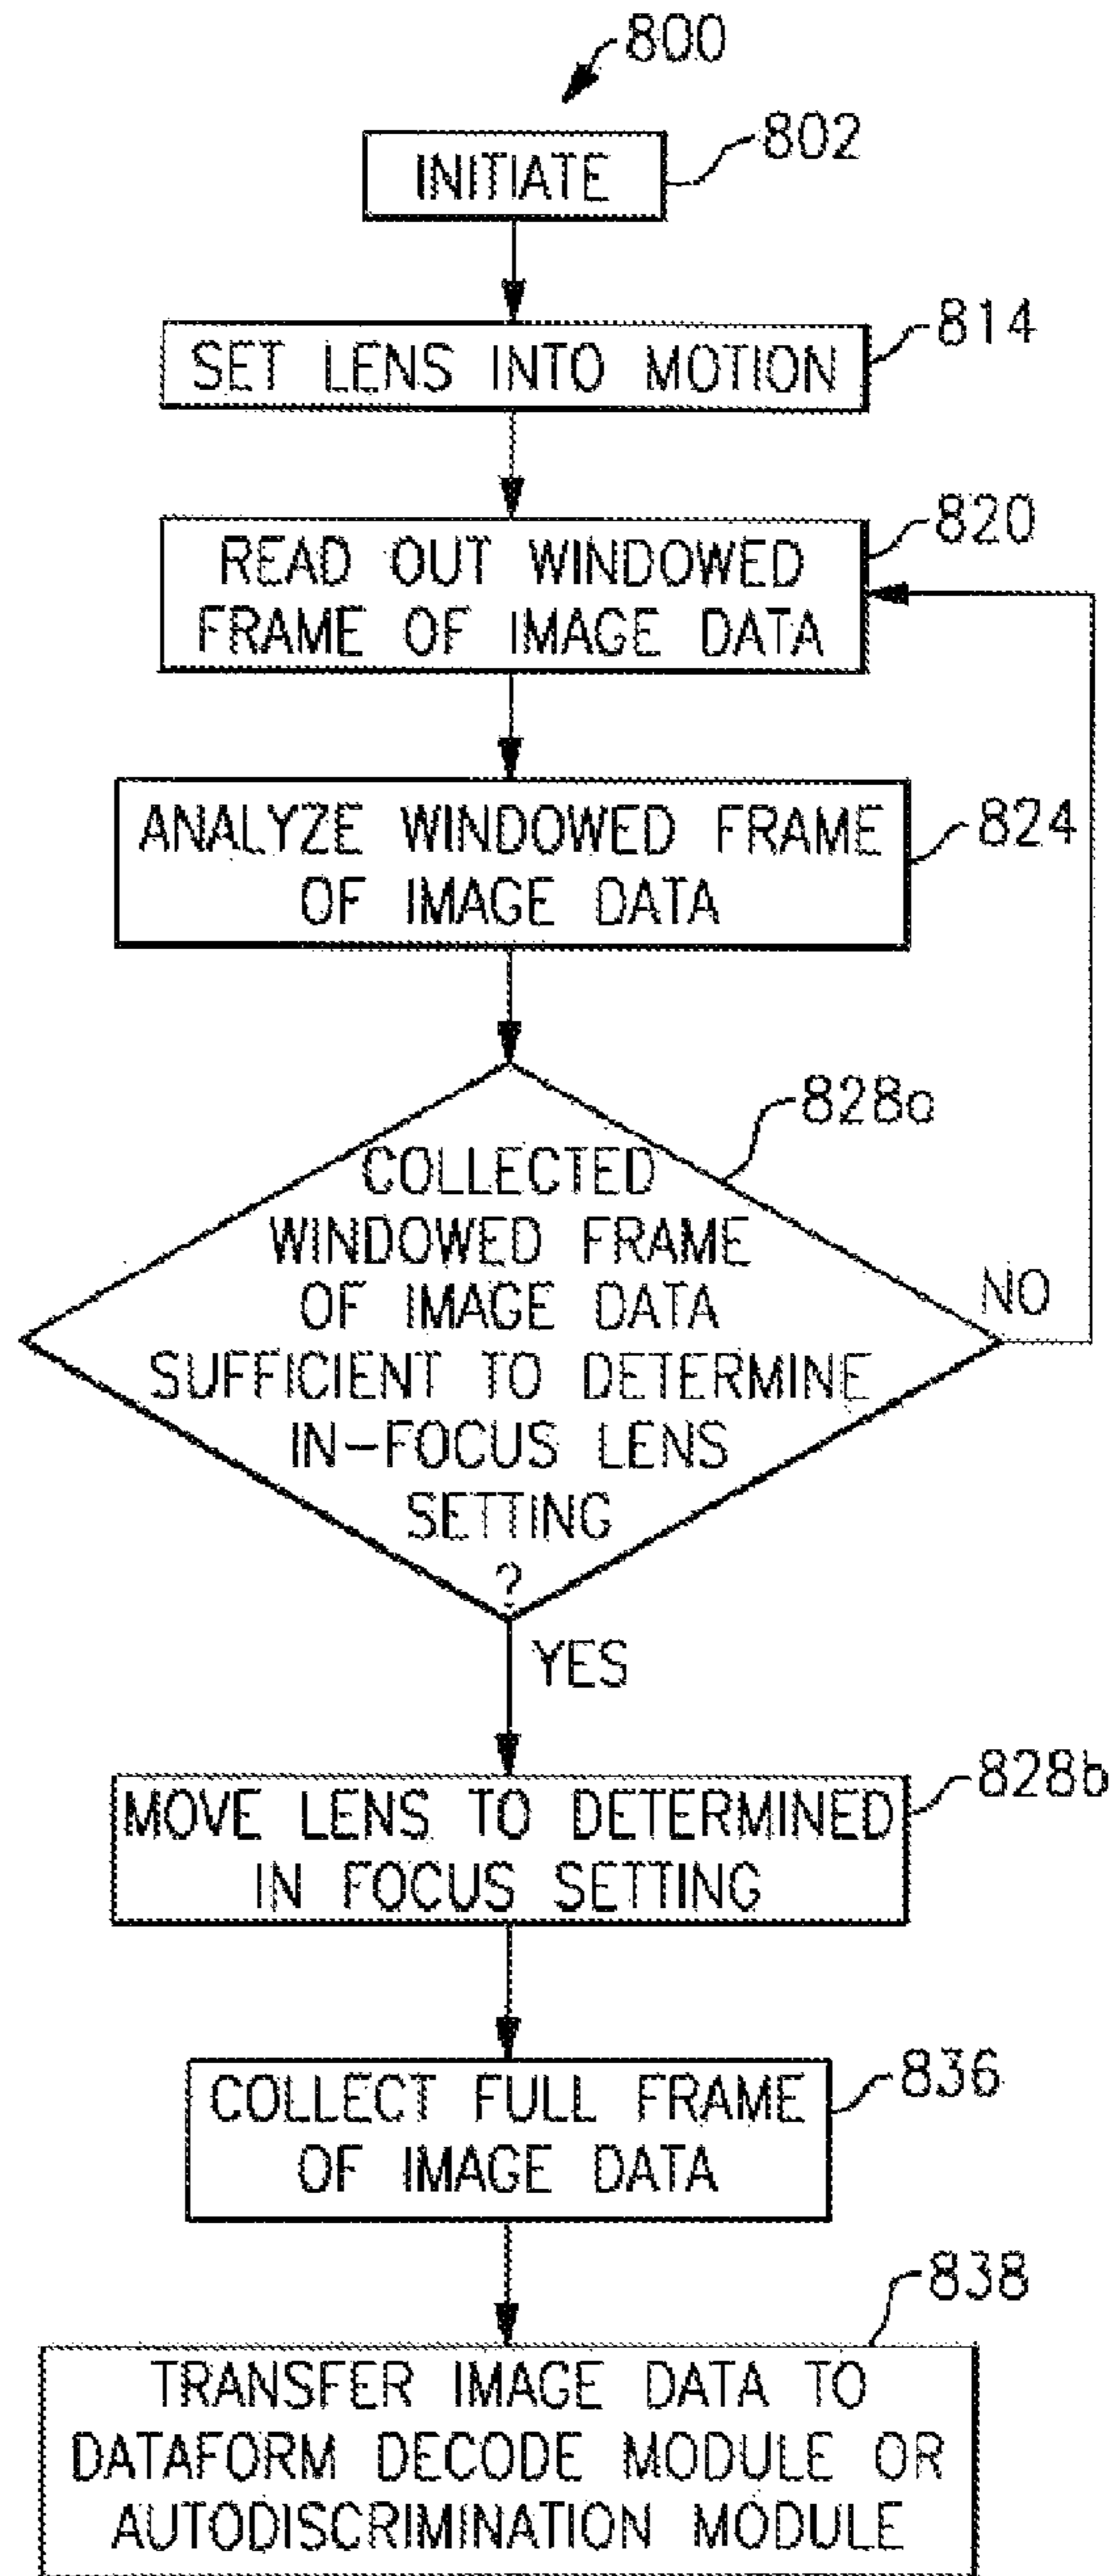 800
INITIATE
802
SET LENS INTO MOTION
814
READ OUT WINDOWED
FRAME OF IMAGE DATA
820
ANALYZE WINDOWED FRAME
OF IMAGE DATA
824
COLLECTED
WINDOWED FRAME
OF IMAGE DATA
SUFFICIENT TO DETERMINE
IN-FOCUS LENS
SETTING
?
828a
NO
YES
MOVE LENS TO DETERMINED
IN FOCUS SETTING
828b
COLLECT FULL FRAME
OF IMAGE DATA
836
TRANSFER IMAGE DATA TO
DATAFORM DECODE MODULE OR
AUTODISCRIMINATION MODULE
838